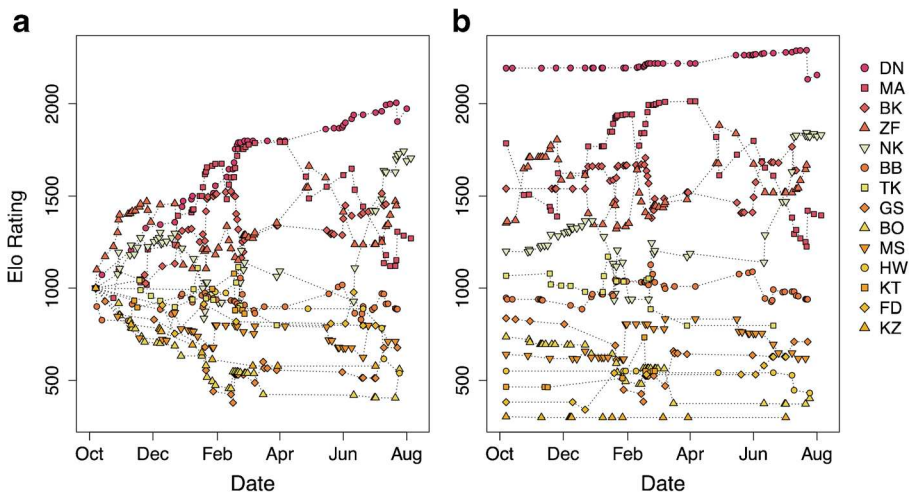 a
b
Elo Rating
2000
1500
1000
500
Oct Dec Feb Apr Jun Aug
Date
2000
1500
1000
500
Oct Dec Feb Apr Jun Aug
Date
DN
MA
BK
ZF
NK
BB
TK
GS
BO
MS
HW
KT
FD
KZ